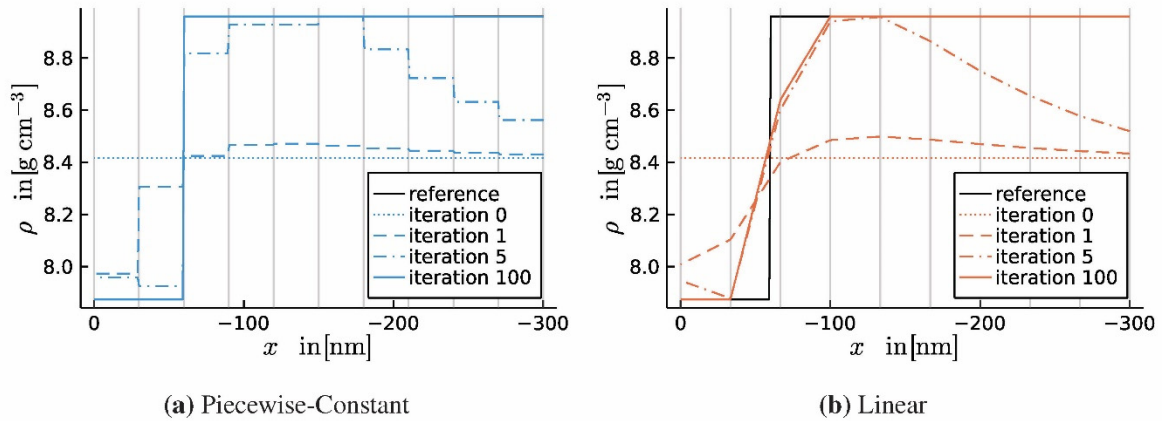 8.8
8.6
8.4
8.2
8.0
ρ in[g cm⁻³]
reference
iteration 0
iteration 1
iteration 5
iteration 100
0 −100 −200 −300
x in[nm]
(a) Piecewise-Constant
8.8
8.6
8.4
8.2
8.0
ρ in[g cm⁻³]
reference
iteration 0
iteration 1
iteration 5
iteration 100
0 −100 −200 −300
x in[nm]
(b) Linear